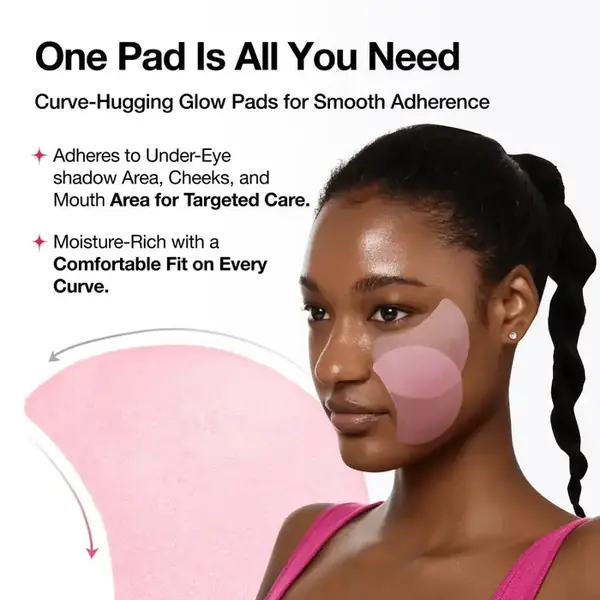 One Pad Is All You Need
Curve-Hugging Glow Pads for Smooth Adherence
Adheres to Under-Eye
shadow Area, Cheeks, and
Mouth Area for Targeted Care.
Moisture-Rich with a
Comfortable Fit on Every
Curve.